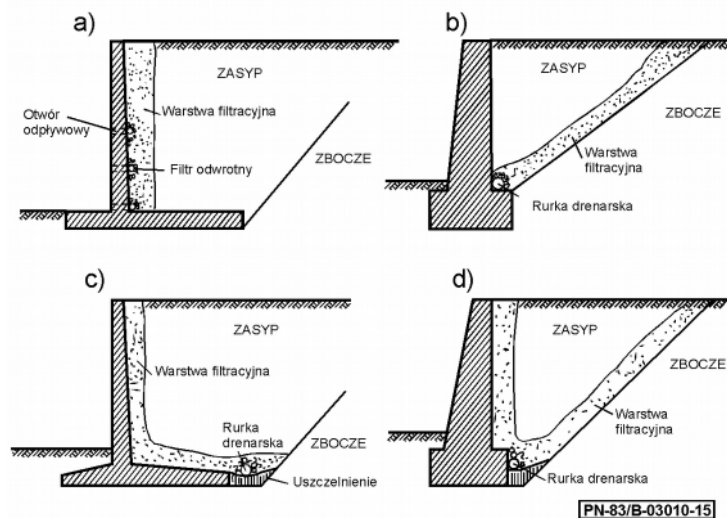 a)
ZASYP
Otwór
odpływowy
Warstwa filtracyjna
Filtr odwrotny
ZBOCZE
b)
ZASYP
ZBOCZE
Warstwa
filtracyjna
Rurka drenarska
c)
ZASYP
Warstwa filtracyjna
Rurka
drenarska
ZBOCZE
Uszczelnienie
d)
ZASYP
ZBOCZE
Warstwa
filtracyjna
Rurka drenarska
PN-83/B-03010-15